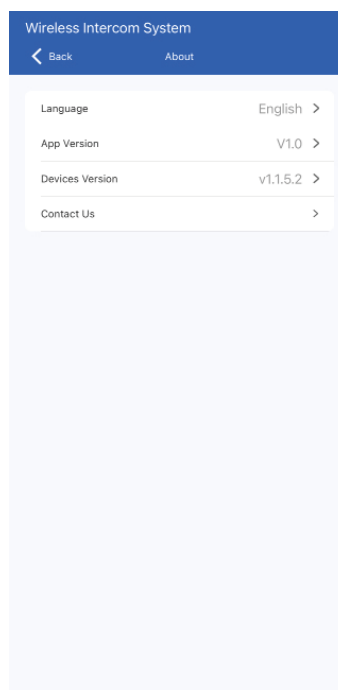 Wireless Intercom System
Back About
Language English
App Version V1.0
Devices Version v1.1.5.2
Contact Us